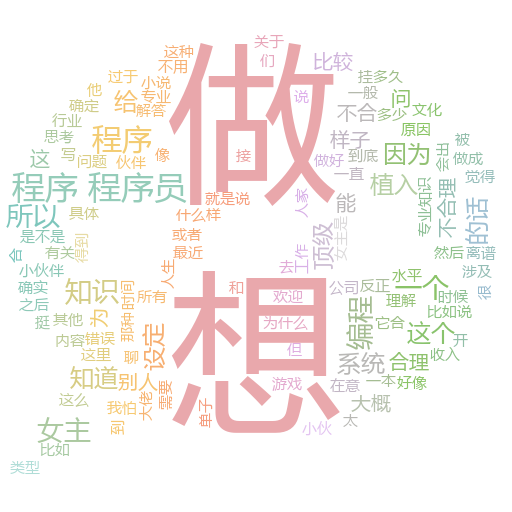 做
想
程序 程序员
所以
知识
知道
女主
程序
给
设定
编程
系统
顶级
一个
这个
合理
因为
植入
不合理
的话
问
能
样子
不合
比较
别人
为
这
大概
关于
们
这种
不用
过于
小说
他
专业
确定
解答
行业
思考
写
问题
伙伴
像
具体
是不是
有关
得到
合
小伙伴
确实
之后
挺
其他
内容
错误
这里
这么
我怕
到
比如
类型
就是说
什么样
或者
最近
人生
所有
那种
时间
大佬
需要
单子
和
接
说
做好
到底
一直
人家
女主是
工作
去
欢迎
为什么
但
游戏
小伙
太
公司
反正
水平
理解
时候
它合
比如说
开
收入
在意
一本
好像
挂多久
一般
多少
文化
原因
被
做成
觉得
专业知识
然后
离谱
涉及
很